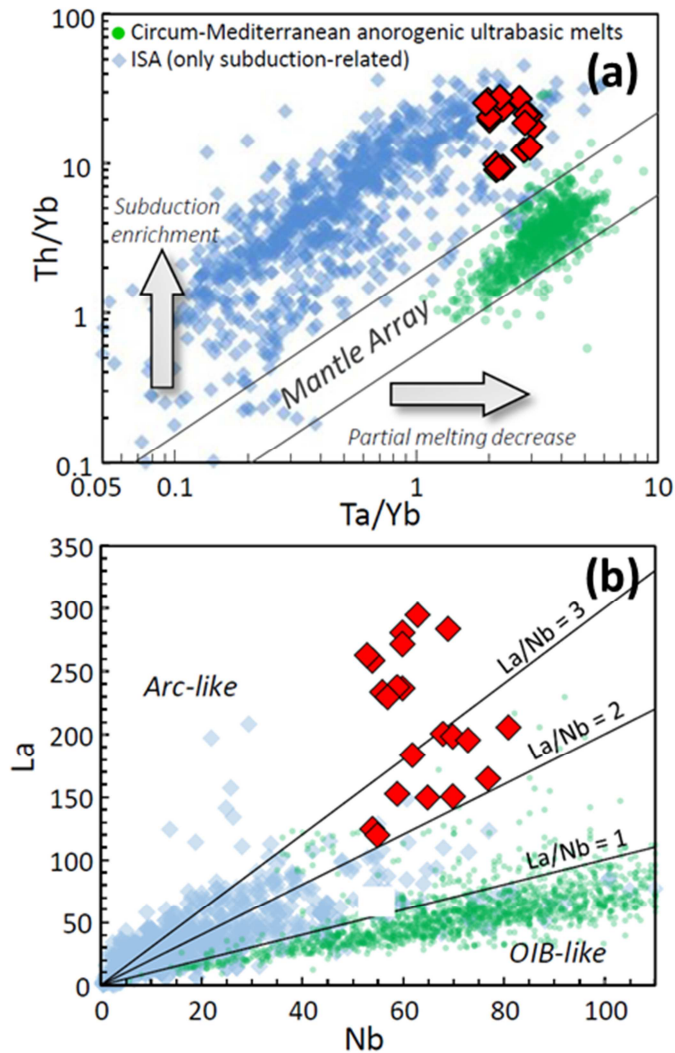 100
● Circum-Mediterranean anorogenic ultrabasic melts
◆ ISA (only subduction-related)
(a)
10
Subduction
enrichment
Th/Yb
1
Mantle Array
Partial melting decrease
0.1
0.05
0.1
1
10
Ta/Yb
350
(b)
300
La/Nb = 3
250
Arc-like
La/Nb = 2
200
La
150
La/Nb = 1
100
50
OIB-like
0
0
20
40
60
80
100
Nb